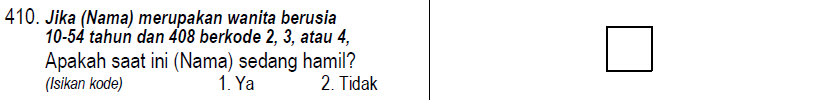 410. Jika (Nama) merupakan wanita berusia
10-54 tahun dan 408 berkode 2, 3, atau 4,
Apakah saat ini (Nama) sedang hamil?
(Isikan kode) 1. Ya 2. Tidak